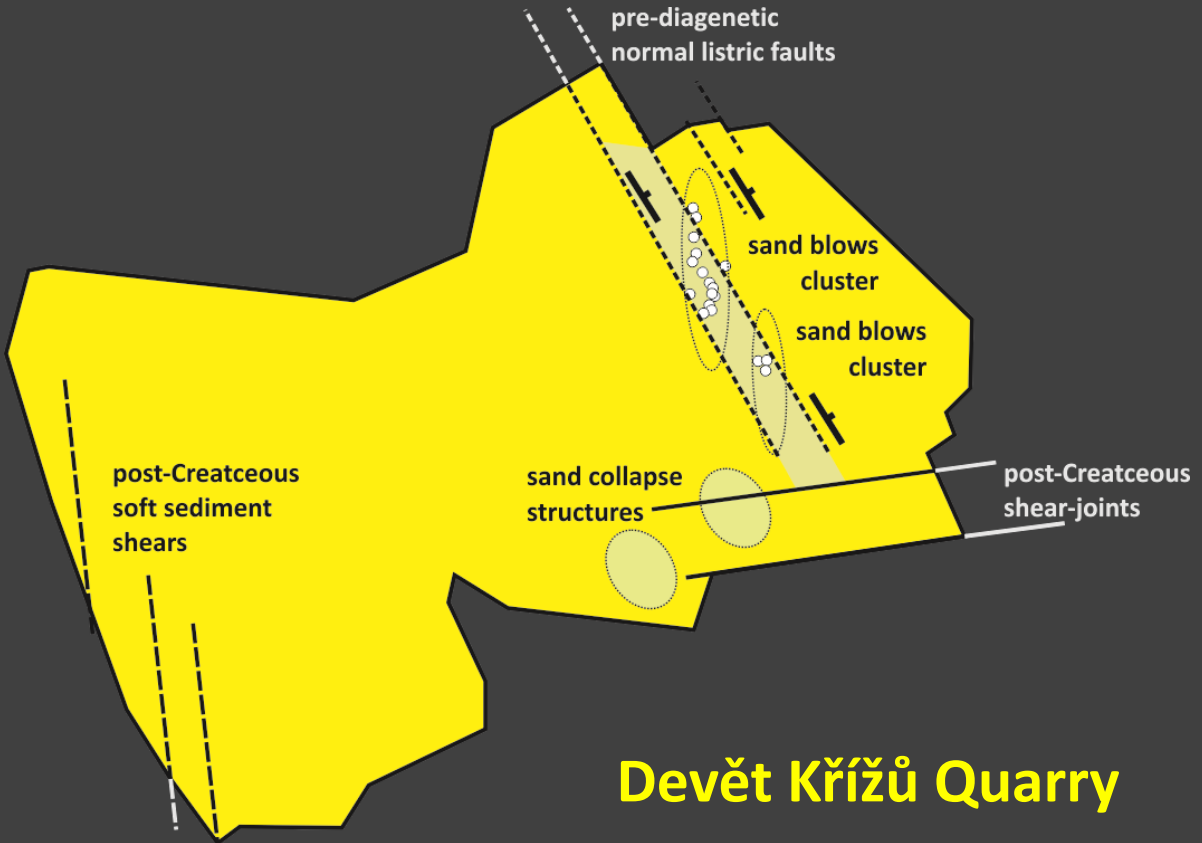 pre-diagenetic
normal listric faults
sand blows
cluster
sand blows
cluster
post-Creatceous
soft sediment
shears
sand collapse
structures
post-Creatceous
shear-joints
Devět Křížů Quarry